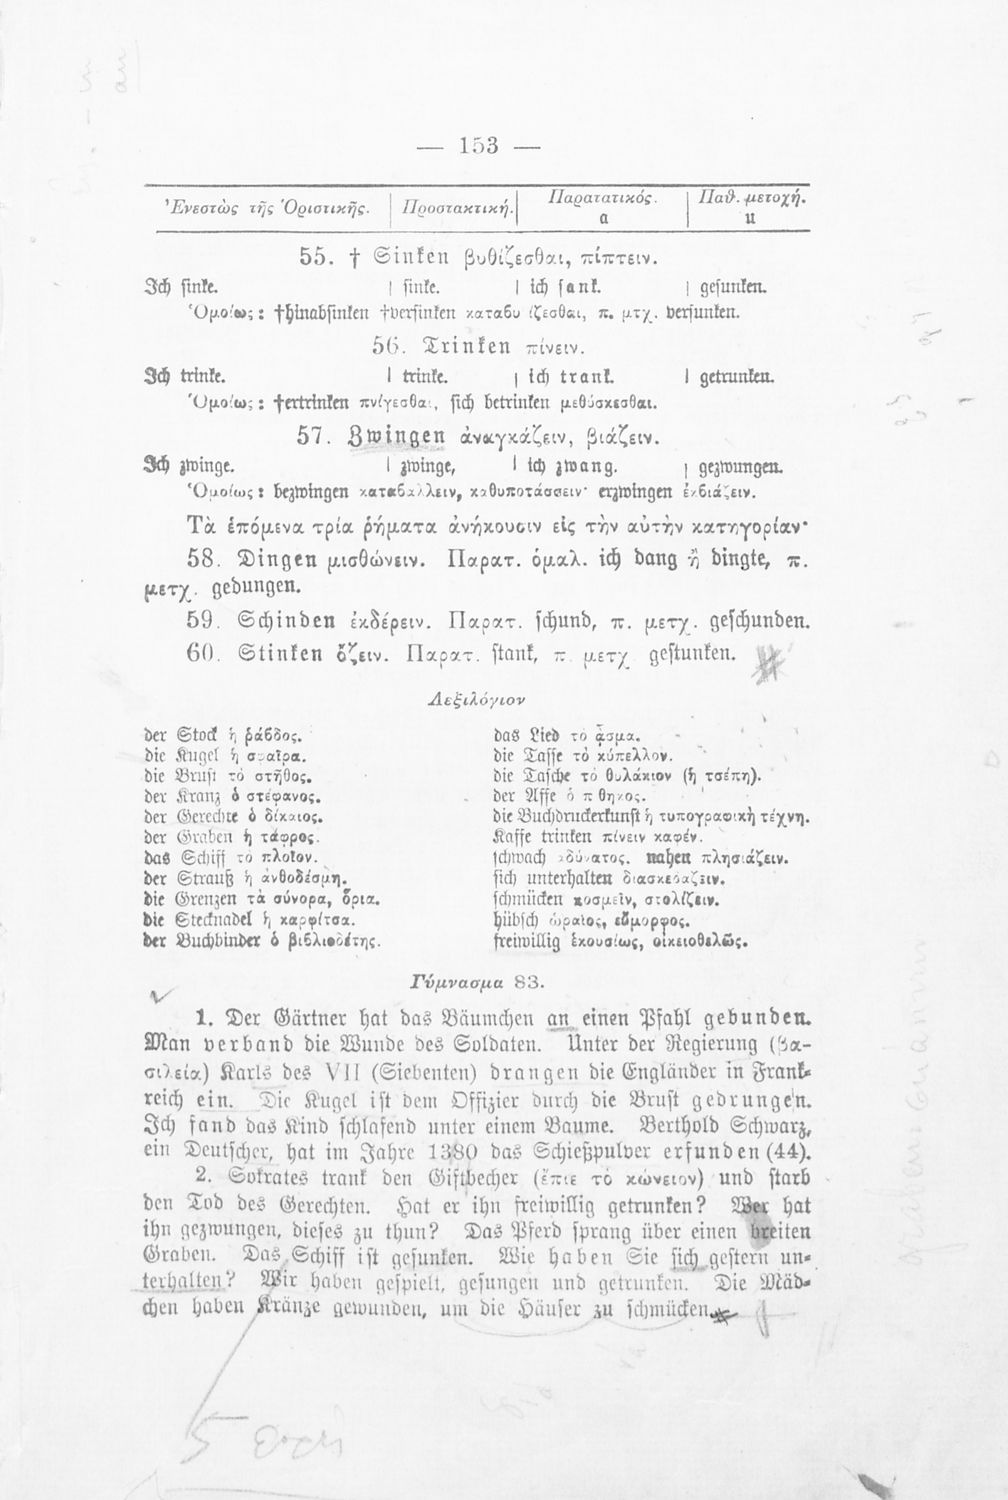 — 153 —
Ἐνεστὼς τῆς Ὁριστικῆς. Προστακτική. Παρατατικός. a Παθ. μετοχή. u
55. † Sinken βυθίζεσθαι, πίπτειν.
Ich sinke. sinke. ich sank. gesunken.
Ὁμοίως: †hinabsinken †versinken καταβυ ίζεσθαι, π. μτχ. versunken.
56. Trinken πίνειν.
Ich trinke. trinke. ich trank. getrunken.
Ὁμοίως: †ertrinken πνίγεσθαι, sich betrinken μεθύσκεσθαι.
57. Zwingen ἀναγκάζειν, βιάζειν.
Ich zwinge. zwinge, ich zwang. gezwungen.
Ὁμοίως: bezwingen καταβάλλειν, καθυποτάσσειν· erzwingen ἐκβιάζειν.
Τὰ ἑπόμενα τρία ῥήματα ἀνήκουσιν εἰς τὴν αὐτὴν κατηγορίαν·
58. Dingen μισθώνειν. Παρατ. ὁμαλ. ich dang ἢ dingte, π.
μετχ. gedungen.
59. Schinden ἐκδέρειν. Παρατ. schund, π. μετχ. geschunden.
60. Stinken ὄζειν. Παρατ. stank, π. μετχ gestunken.
Λεξιλόγιον
der Stock ἡ ῥάβδος.
die Kugel ἡ σφαῖρα.
die Brust τὸ στῆθος.
der Kranz ὁ στέφανος.
der Gerechte ὁ δίκαιος.
der Graben ἡ τάφρος.
das Schiff τὸ πλοῖον.
der Strauß ἡ ἀνθοδέσμη.
die Grenzen τὰ σύνορα, ὅρια.
die Stecknadel ἡ καρφίτσα.
der Buchbinder ὁ βιβλιοδέτης.
das Lied τὸ ᾆσμα.
die Tasse τὸ κύπελλον.
die Tasche τὸ θυλάκιον (ἡ τσέπη).
der Affe ὁ π θηκος.
die Buchdruckerkunst ἡ τυπογραφικὴ τέχνη.
Kaffe trinken πίνειν καφέν.
schwach ἀδύνατος. nahen πλησιάζειν.
sich unterhalten διασκεδάζειν.
schmücken κοσμεῖν, στολίζειν.
hübsch ὡραῖος, εὔμορφος.
freiwillig ἑκουσίως, οἰκειοθελῶς.
Γύμνασμα 83.
1. Der Gärtner hat das Bäumchen an einen Pfahl gebunden.
Man verband die Wunde des Soldaten. Unter der Regierung (βα-
σιλεία) Karls des VII (Siebenten) drangen die Engländer in Frank-
reich ein. Die Kugel ist dem Offizier durch die Brust gedrungen.
Ich fand das Kind schlafend unter einem Baume. Berthold Schwarz,
ein Deutscher, hat im Jahre 1380 das Schießpulver erfunden (44).
2. Sokrates trank den Giftbecher (ἔπιε τὸ κώνειον) und starb
den Tod des Gerechten. Hat er ihn freiwillig getrunken? Wer hat
ihn gezwungen, dieses zu thun? Das Pferd sprang über einen breiten
Graben. Das Schiff ist gesunken. Wie haben Sie sich gestern un-
terhalten? Wir haben gespielt, gesungen und getrunken. Die Mäd-
chen haben Kränze gewunden, um die Häuser zu schmücken.
5